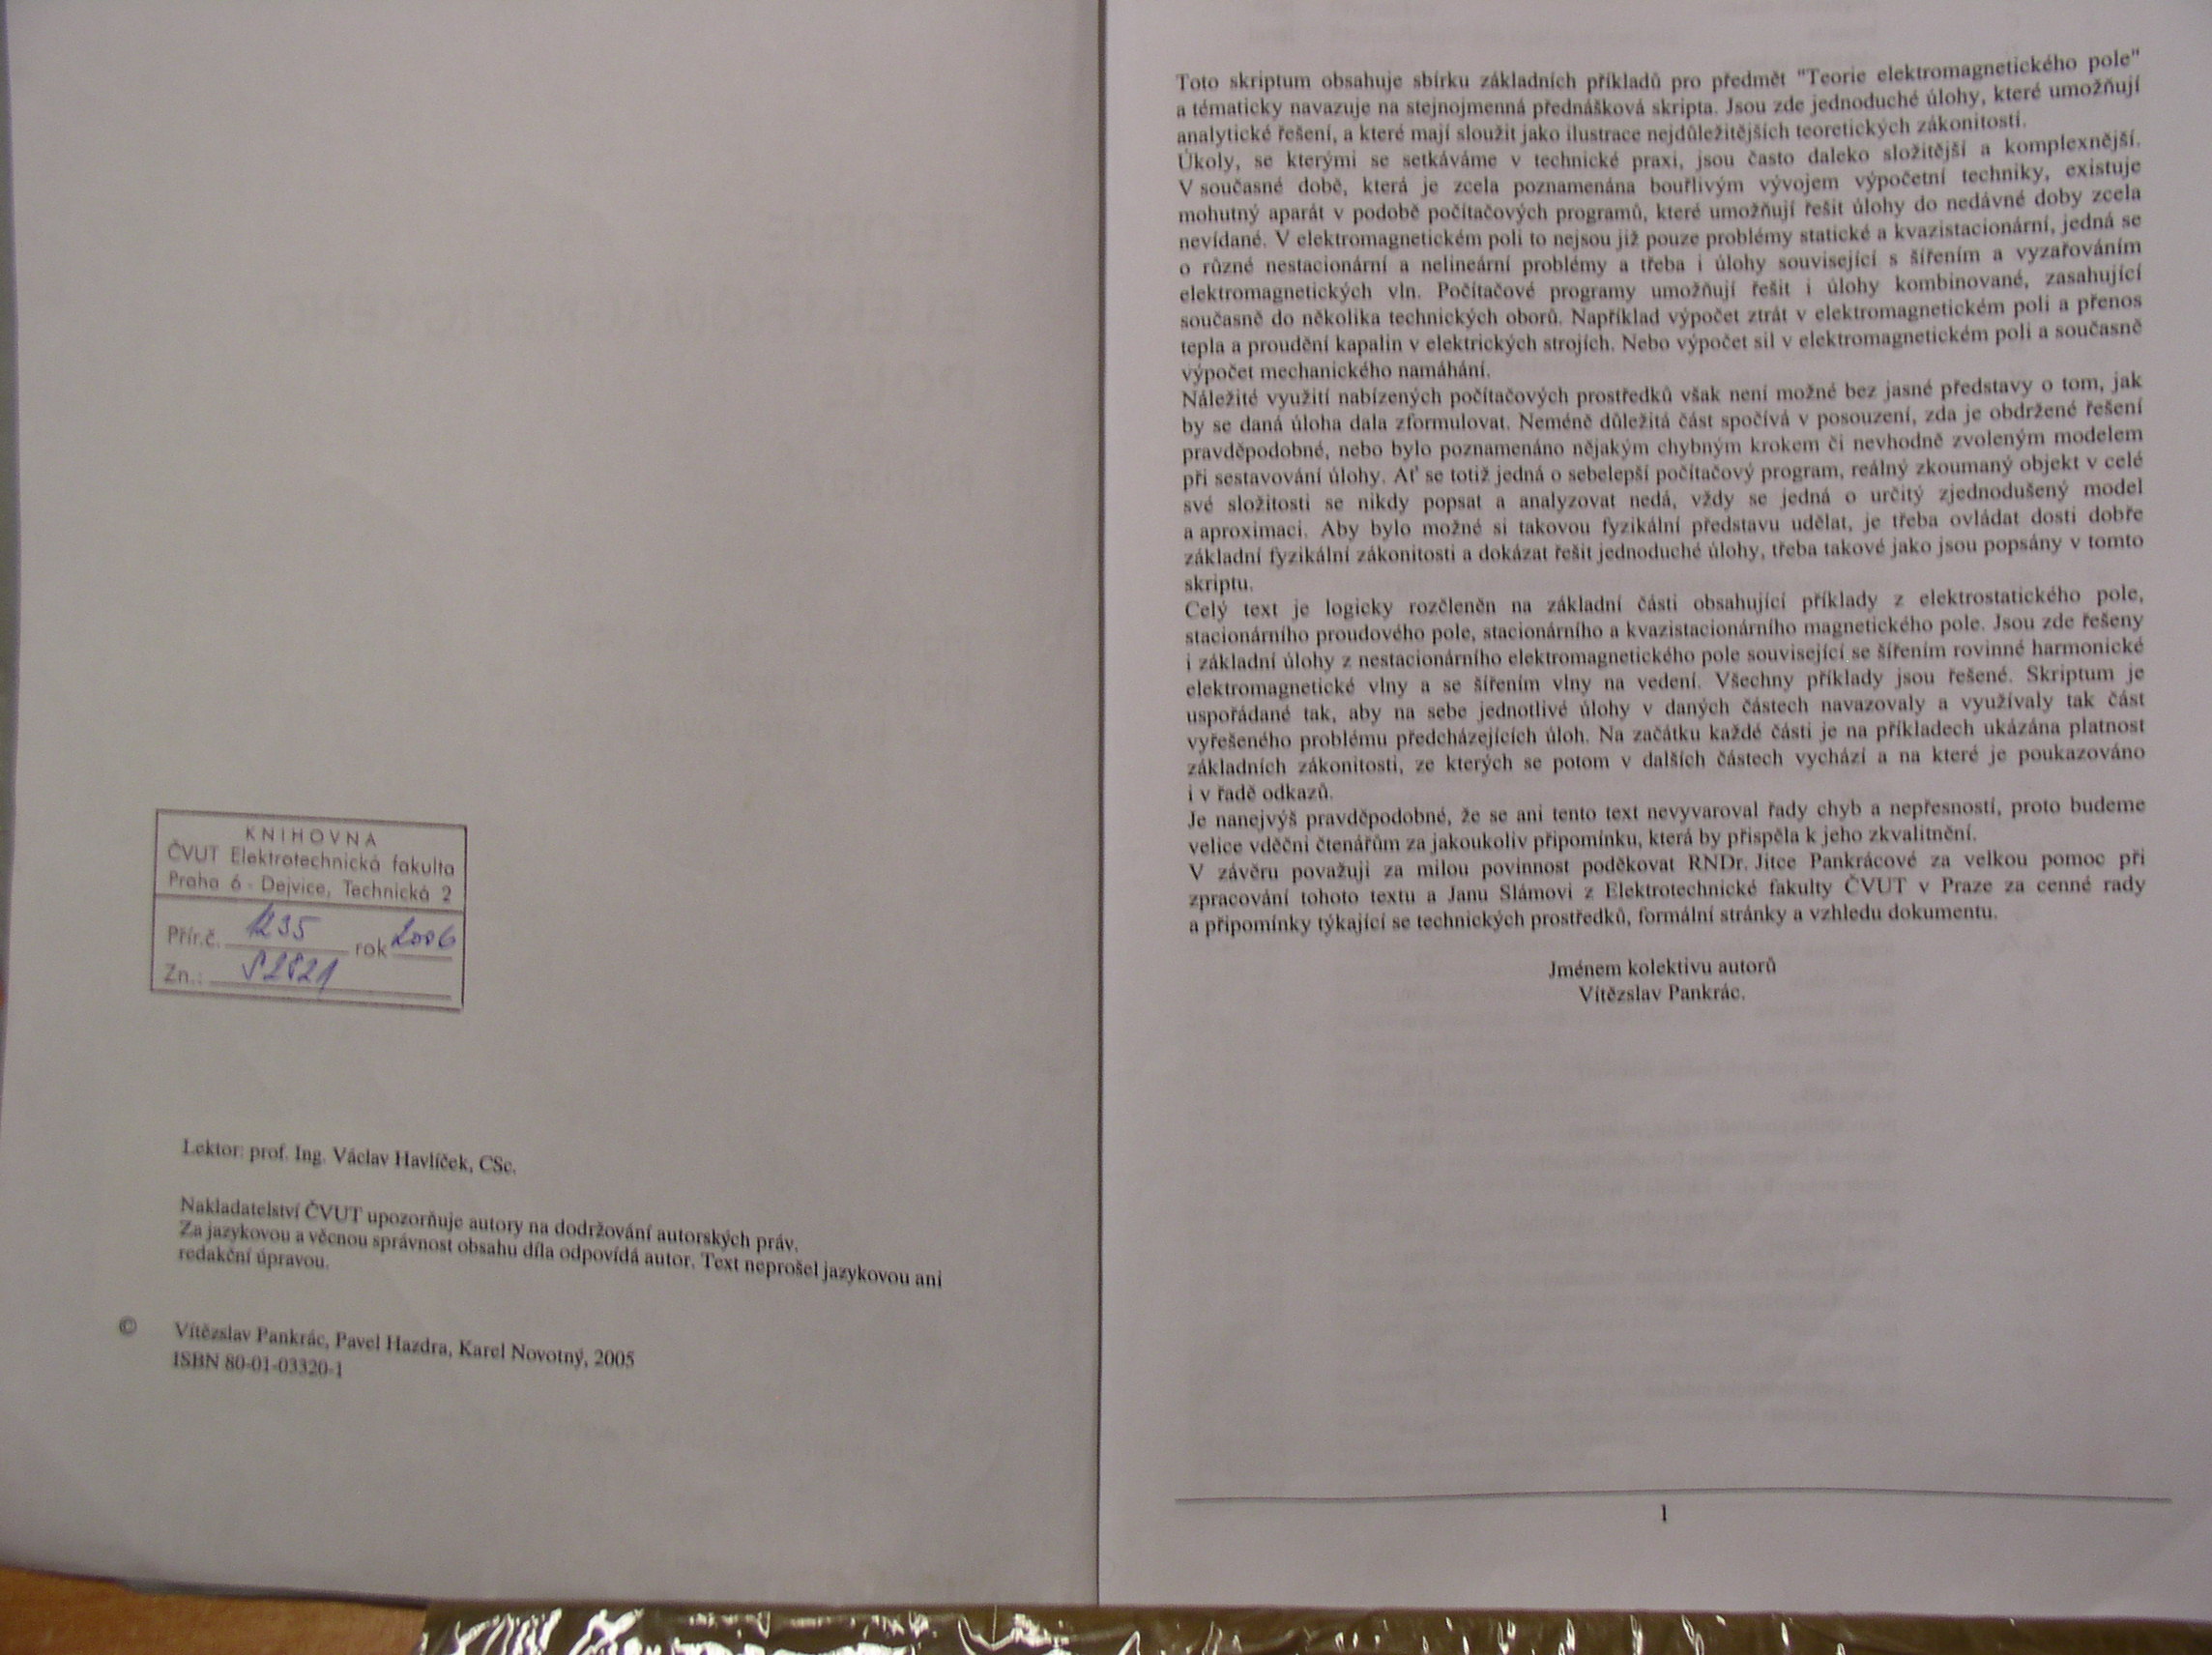 KNIHOVNA
ČVUT Elektrotechnická fakulta
Praha 6 - Dejvice, Technická 2
Přír.č. 1235 rok 2006
Zn.:
Lektor: prof. Ing. Václav Havlíček, CSc.
Nakladatelství ČVUT upozorňuje autory na dodržování autorských práv.
Za jazykovou a věcnou správnost obsahu díla odpovídá autor. Text neprošel jazykovou ani
redakční úpravou.
© Vítězslav Pankrác, Pavel Hazdra, Karel Novotný, 2005
ISBN 80-01-03320-1
Toto skriptum obsahuje sbírku základních příkladů pro předmět "Teorie elektromagnetického pole"
a tématicky navazuje na stejnojmenná přednášková skripta. Jsou zde jednoduché úlohy, které umožňují
analytické řešení, a které mají sloužit jako ilustrace nejdůležitějších teoretických zákonitostí.
Úkoly, se kterými se setkáváme v technické praxi, jsou často daleko složitější a komplexnější.
V současné době, která je zcela poznamenána bouřlivým vývojem výpočetní techniky, existuje
mohutný aparát v podobě počítačových programů, které umožňují řešit úlohy do nedávné doby zcela
nevídané. V elektromagnetickém poli to nejsou již pouze problémy statické a kvazistacionární, jedná se
o různé nestacionární a nelineární problémy a třeba i úlohy související s šířením a vyzařováním
elektromagnetických vln. Počítačové programy umožňují řešit i úlohy kombinované, zasahující
současně do několika technických oborů. Například výpočet ztrát v elektromagnetickém poli a přenos
tepla a proudění kapalin v elektrických strojích. Nebo výpočet sil v elektromagnetickém poli a současně
výpočet mechanického namáhání.
Náležité využití nabízených počítačových prostředků však není možné bez jasné představy o tom, jak
by se daná úloha dala zformulovat. Neméně důležitá část spočívá v posouzení, zda je obdržené řešení
pravděpodobné, nebo bylo poznamenáno nějakým chybným krokem či nevhodně zvoleným modelem
při sestavování úlohy. Ať se totiž jedná o sebelepší počítačový program, reálný zkoumaný objekt v celé
své složitosti se nikdy popsat a analyzovat nedá, vždy se jedná o určitý zjednodušený model
a aproximaci. Aby bylo možné si takovou fyzikální představu udělat, je třeba ovládat dosti dobře
základní fyzikální zákonitosti a dokázat řešit jednoduché úlohy, třeba takové jako jsou popsány v tomto
skriptu.
Celý text je logicky rozčleněn na základní části obsahující příklady z elektrostatického pole,
stacionárního proudového pole, stacionárního a kvazistacionárního magnetického pole. Jsou zde řešeny
i základní úlohy z nestacionárního elektromagnetického pole související se šířením rovinné harmonické
elektromagnetické vlny a se šířením vlny na vedení. Všechny příklady jsou řešené. Skriptum je
uspořádané tak, aby na sebe jednotlivé úlohy v daných částech navazovaly a využívaly tak část
vyřešeného problému předcházejících úloh. Na začátku každé části je na příkladech ukázána platnost
základních zákonitostí, ze kterých se potom v dalších částech vychází a na které je poukazováno
i v řadě odkazů.
Je nanejvýš pravděpodobné, že se ani tento text nevyvaroval řady chyb a nepřesností, proto budeme
velice vděčni čtenářům za jakoukoliv připomínku, která by přispěla k jeho zkvalitnění.
V závěru považuji za milou povinnost poděkovat RNDr. Jitce Pankrácové za velkou pomoc při
zpracování tohoto textu a Janu Slámovi z Elektrotechnické fakulty ČVUT v Praze za cenné rady
a připomínky týkající se technických prostředků, formální stránky a vzhledu dokumentu.
Jménem kolektivu autorů
Vítězslav Pankrác.
1